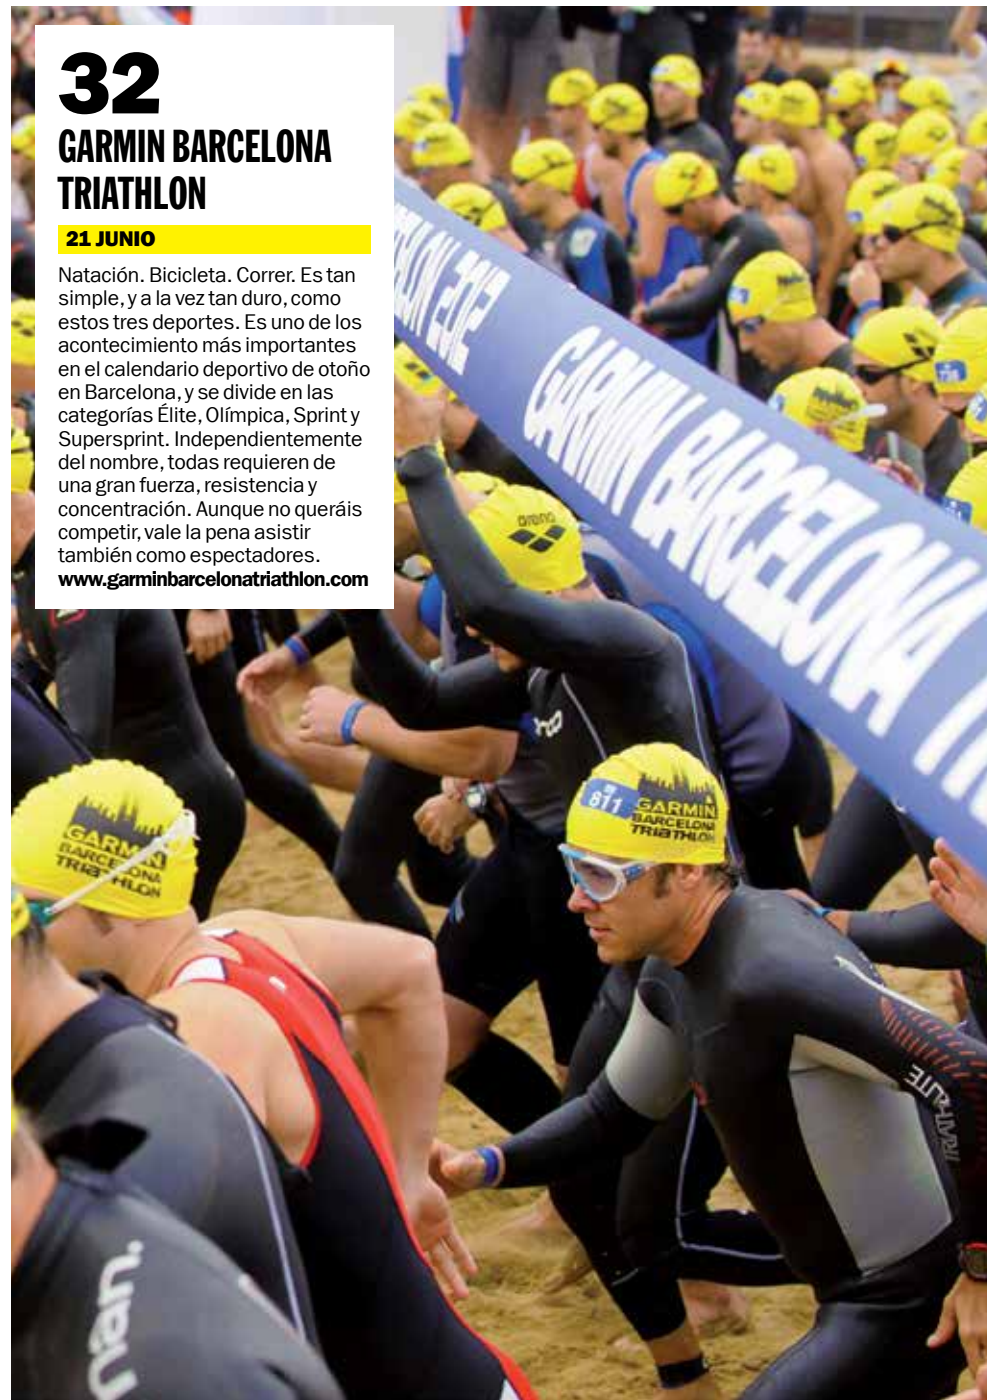 32
GARMIN BARCELONA
TRIATHLON
21 JUNIO
Natación. Bicicleta. Correr. Es tan
simple, y a la vez tan duro, como
estos tres deportes. Es uno de los
acontecimiento más importantes
en el calendario deportivo de otoño
en Barcelona, y se divide en las
categorías Élite, Olímpica, Sprint y
Supersprint. Independientemente
del nombre, todas requieren de
una gran fuerza, resistencia y
concentración. Aunque no queráis
competir, vale la pena asistir
también como espectadores.
www.garminbarcelonatriathlon.com
2012
GARMIN BARCELONA
arena
811
GARMIN
BARCELONA
TRIATHLON
GARMIN
BARCELONA
TRIATHLON